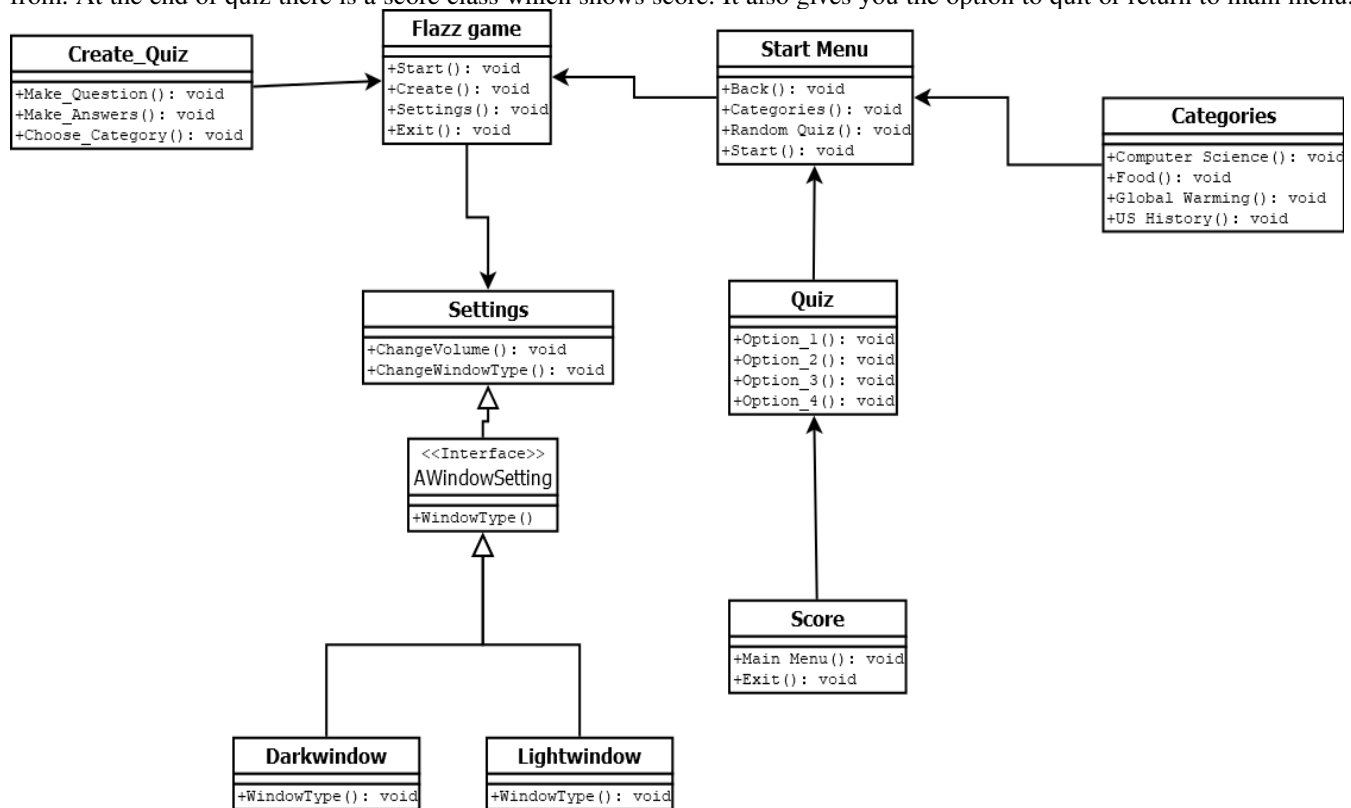 from. At the end of quiz there is a score class which shows score. It also gives you the option to quit or return to main menu.
Create_Quiz
+Make_Question(): void
+Make_Answers(): void
+Choose_Category(): void
Flazz game
+Start(): void
+Create(): void
+Settings(): void
+Exit(): void
Start Menu
+Back(): void
+Categories(): void
+Random Quiz(): void
+Start(): void
Categories
+Computer Science(): void
+Food(): void
+Global Warming(): void
+US History(): void
Settings
+ChangeVolume(): void
+ChangeWindowType(): void
Quiz
+Option_1(): void
+Option_2(): void
+Option_3(): void
+Option_4(): void
<<Interface>>
AWindowSetting
+WindowType()
Score
+Main Menu(): void
+Exit(): void
Darkwindow
+WindowType(): void
Lightwindow
+WindowType(): void